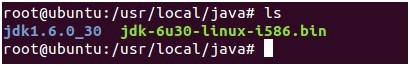 root@ubuntu:/usr/local/java# ls
jdk1.6.0_30  jdk-6u30-linux-i586.bin
root@ubuntu:/usr/local/java#